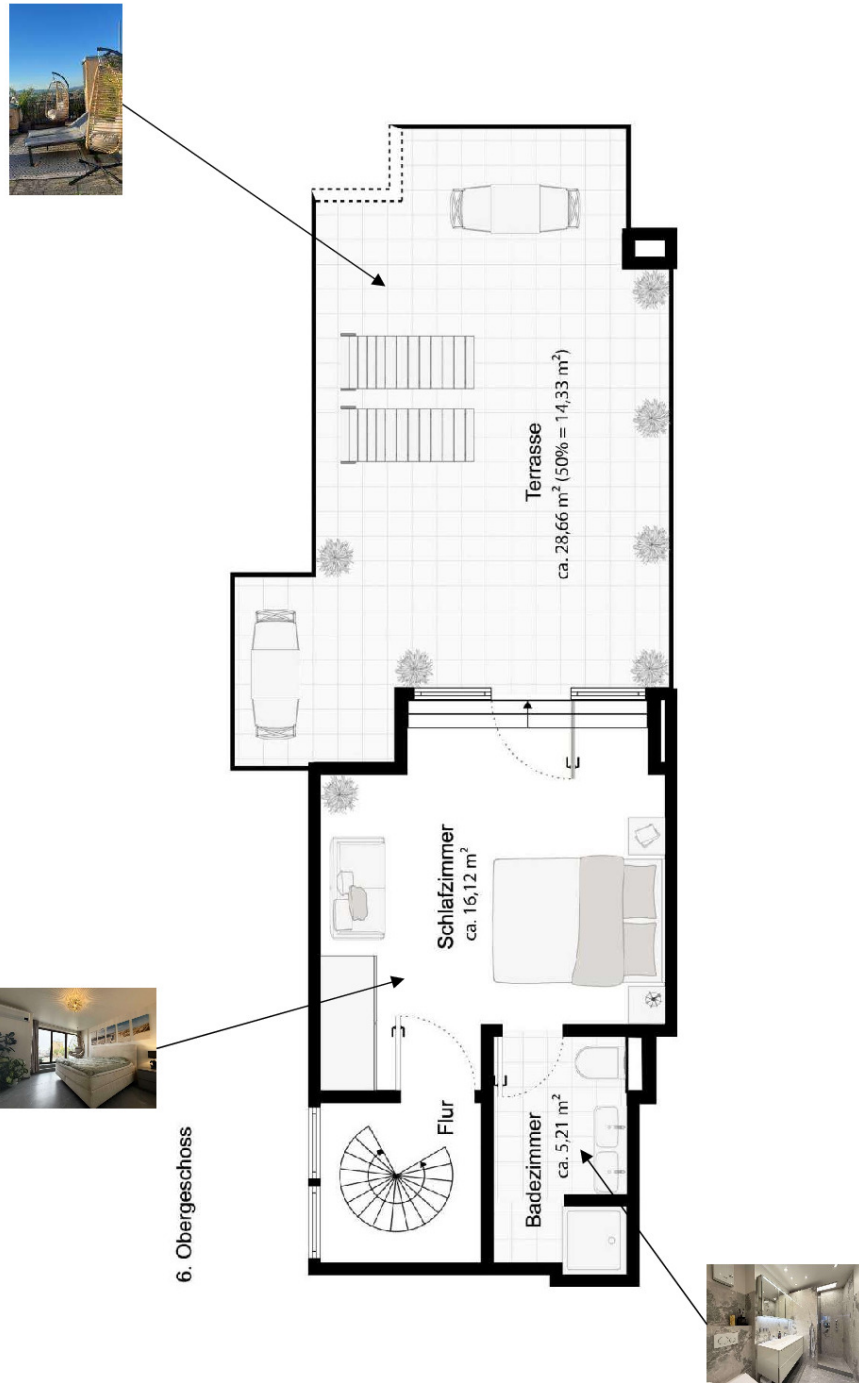 6. Obergeschoss
Flur
Badezimmer
ca. 5,21 m²
Schlafzimmer
ca. 16,12 m²
Terrasse
ca. 28,66 m² (50% = 14,33 m²)